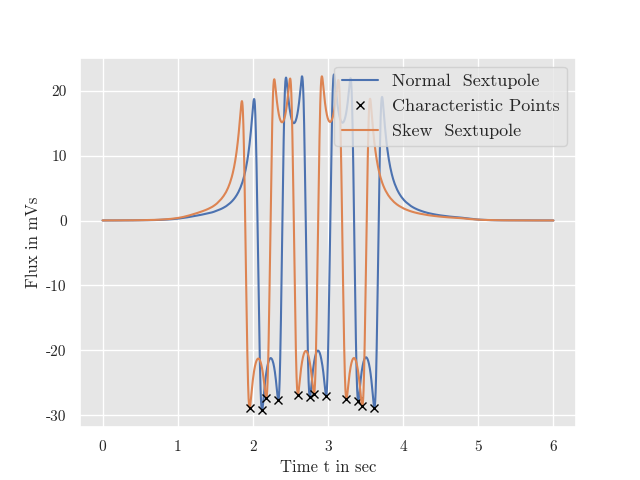 Normal Sextupole
Characteristic Points
Skew Sextupole
Flux in mVs
20
10
0
-10
-20
-30
0 1 2 3 4 5 6
Time t in sec